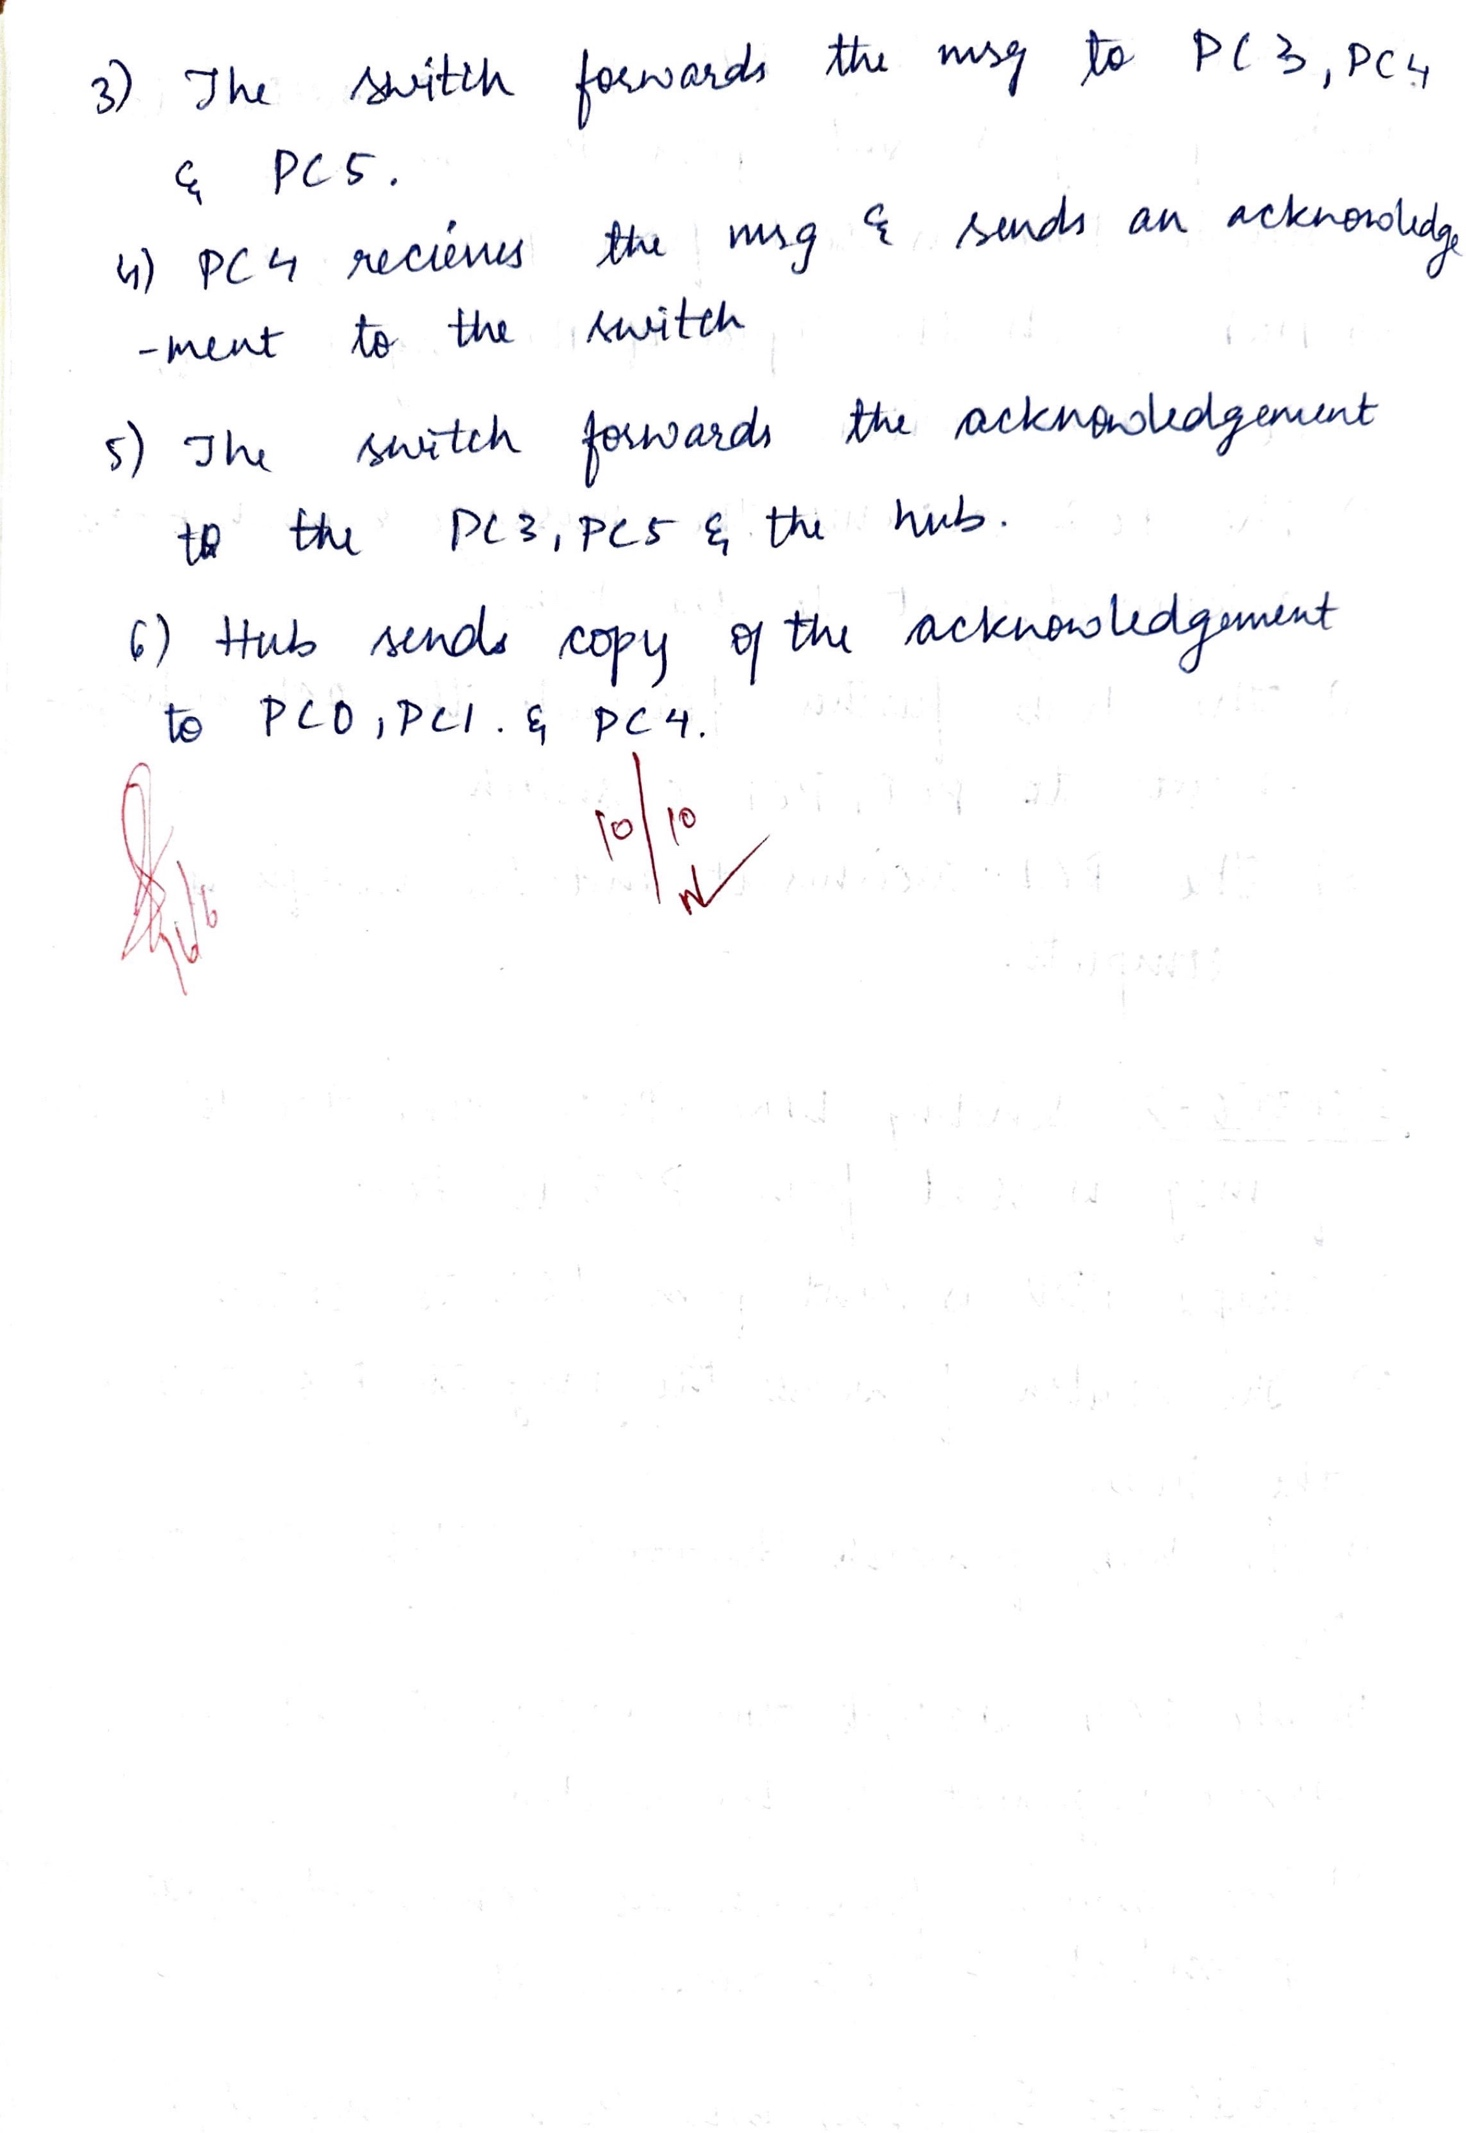 3) The switch forwards the msg to PC3, PC4
& PC5.
4) PC4 recieves the msg & sends an acknowledge
-ment to the switch
5) The switch forwards the acknowledgement
to the PC3, PC5 & the hub.
6) Hub sends copy of the acknowledgement
to PC0, PC1. & PC4.
10/10